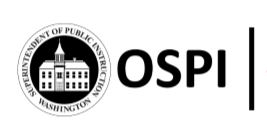 SUPERINTENDENT OF PUBLIC INSTRUCTION
WASHINGTON
OSPI